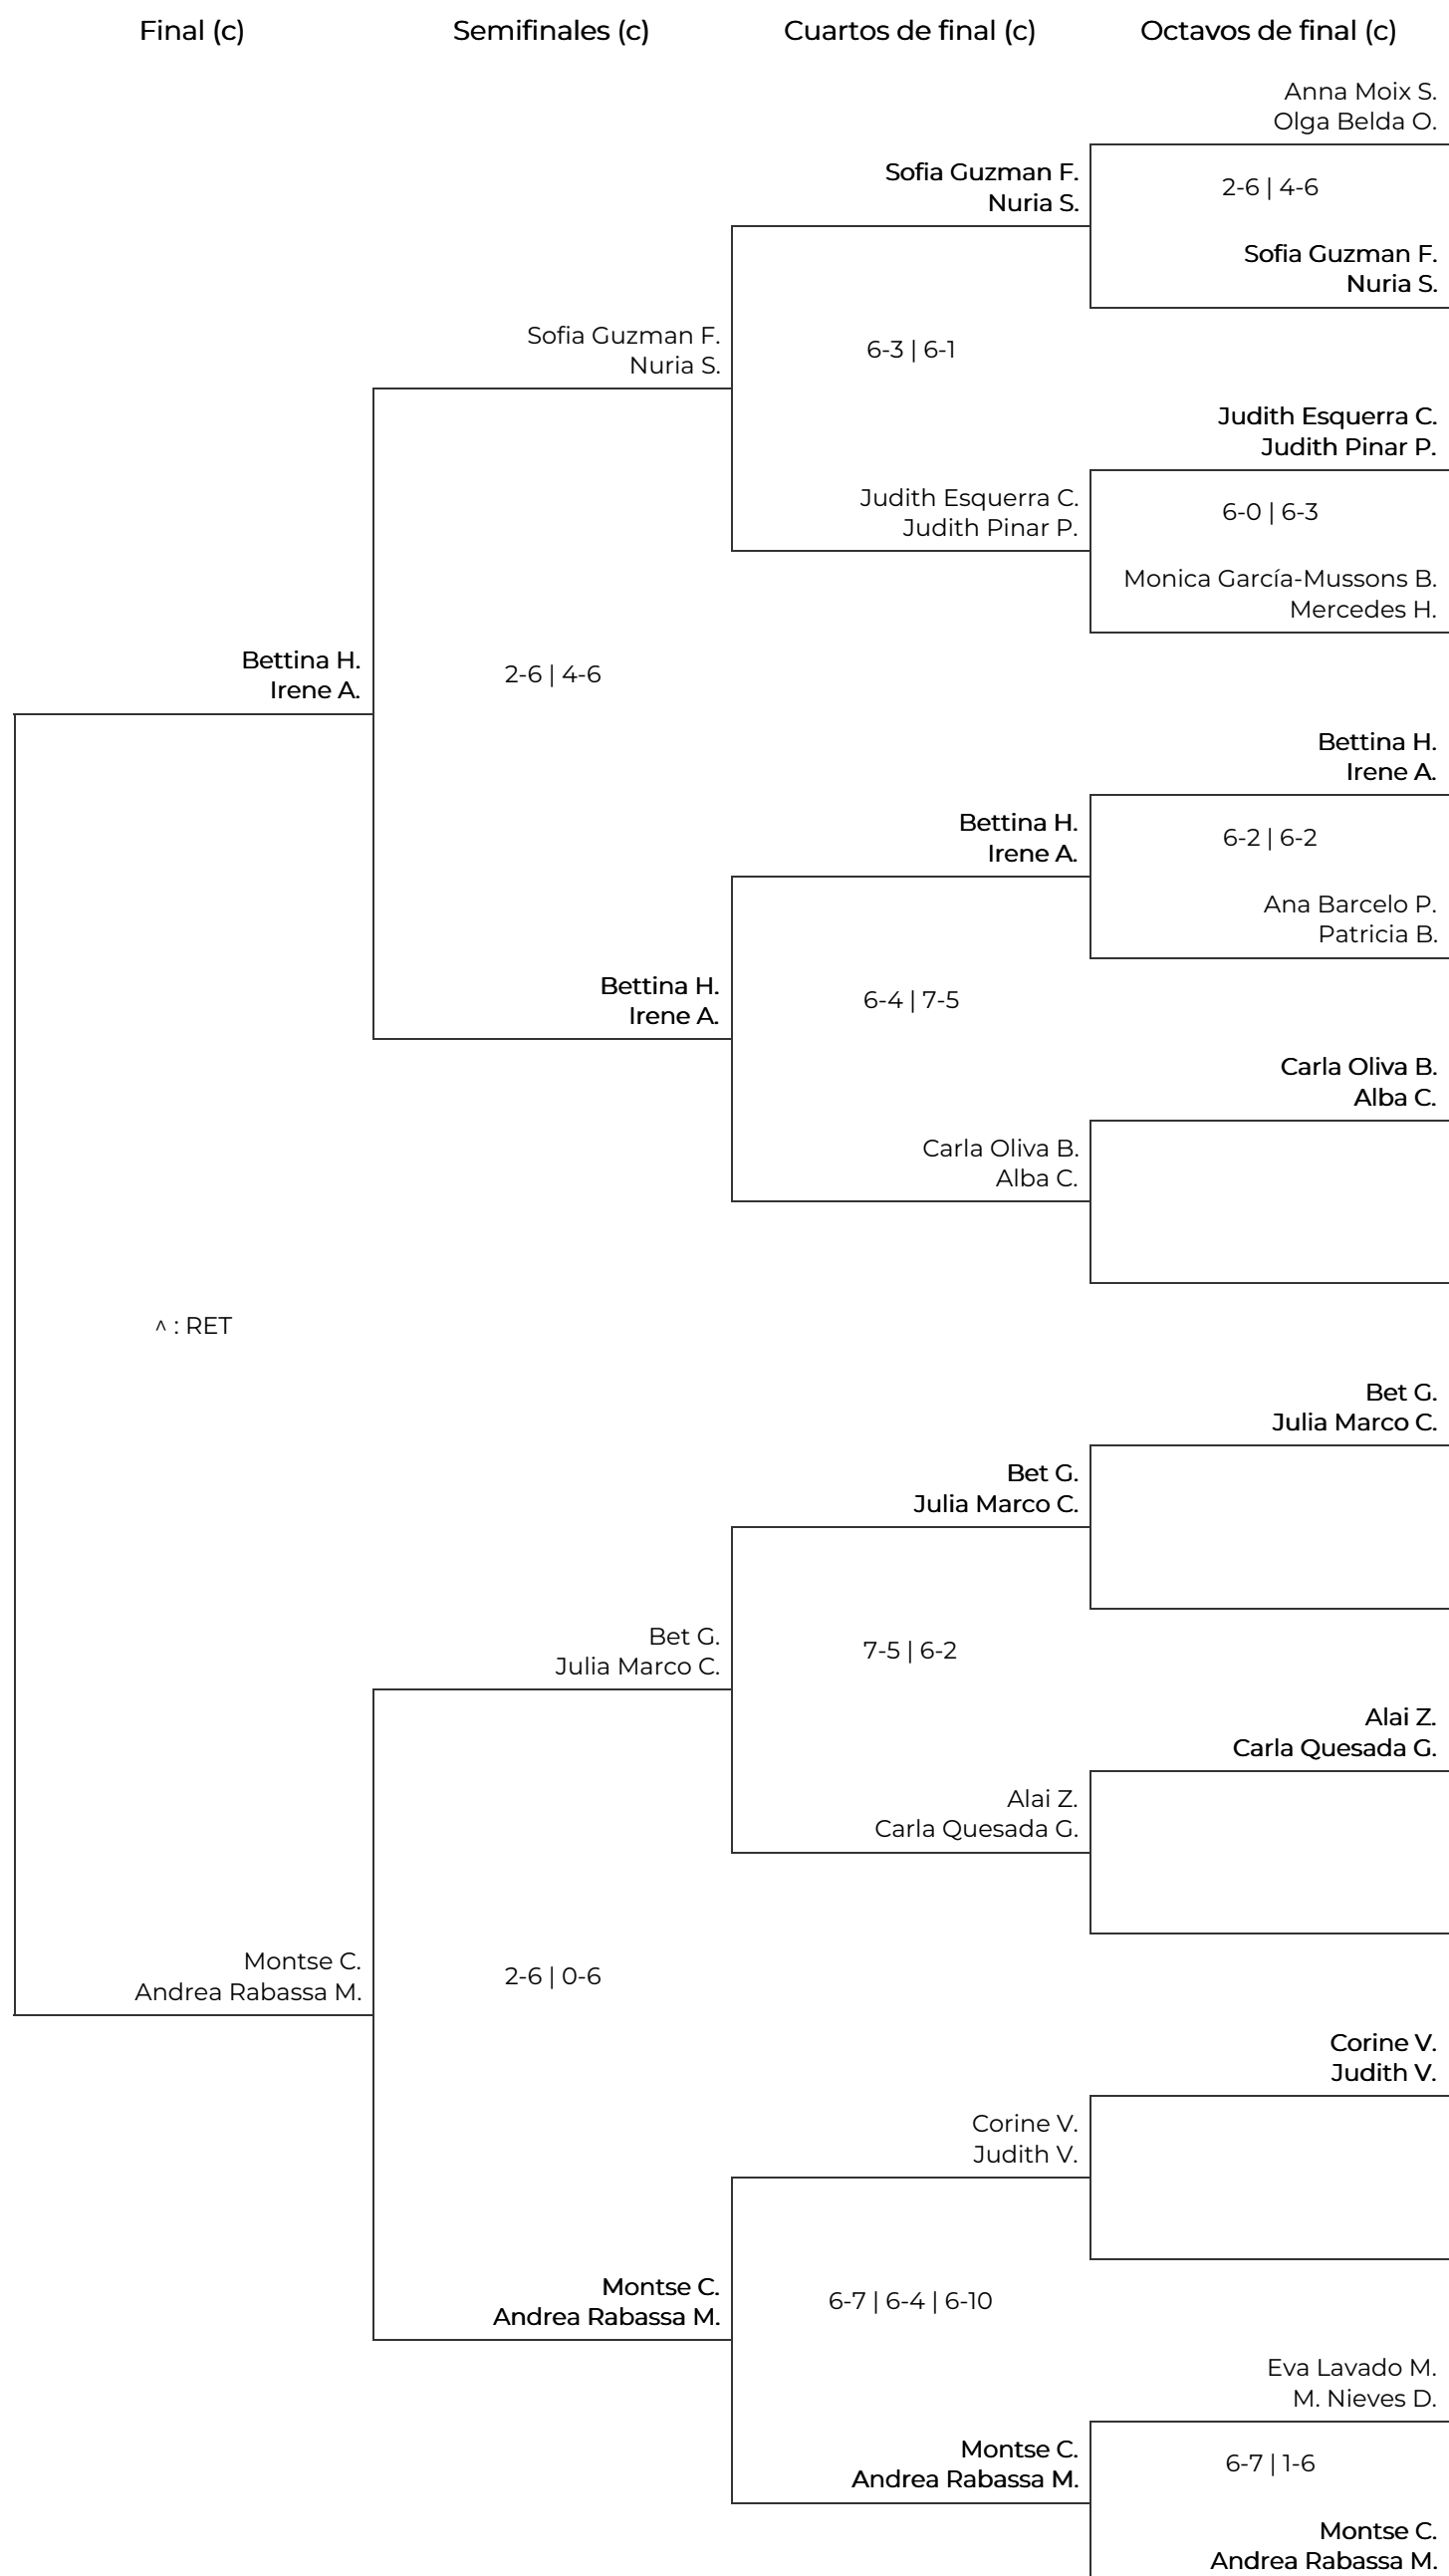 Final (c)
Semifinales (c)
Cuartos de final (c)
Octavos de final (c)
Anna Moix S.
Olga Belda O.
Sofia Guzman F.
Nuria S.
2-6 | 4-6
Sofia Guzman F.
Nuria S.
Sofia Guzman F.
Nuria S.
6-3 | 6-1
Judith Esquerra C.
Judith Pinar P.
Judith Esquerra C.
Judith Pinar P.
6-0 | 6-3
Monica García-Mussons B.
Mercedes H.
Bettina H.
Irene A.
2-6 | 4-6
Bettina H.
Irene A.
Bettina H.
Irene A.
6-2 | 6-2
Ana Barcelo P.
Patricia B.
Bettina H.
Irene A.
6-4 | 7-5
Carla Oliva B.
Alba C.
Carla Oliva B.
Alba C.
^ : RET
Bet G.
Julia Marco C.
Bet G.
Julia Marco C.
Bet G.
Julia Marco C.
7-5 | 6-2
Alai Z.
Carla Quesada G.
Alai Z.
Carla Quesada G.
Montse C.
Andrea Rabassa M.
2-6 | 0-6
Corine V.
Judith V.
Corine V.
Judith V.
Montse C.
Andrea Rabassa M.
6-7 | 6-4 | 6-10
Eva Lavado M.
M. Nieves D.
Montse C.
Andrea Rabassa M.
6-7 | 1-6
Montse C.
Andrea Rabassa M.